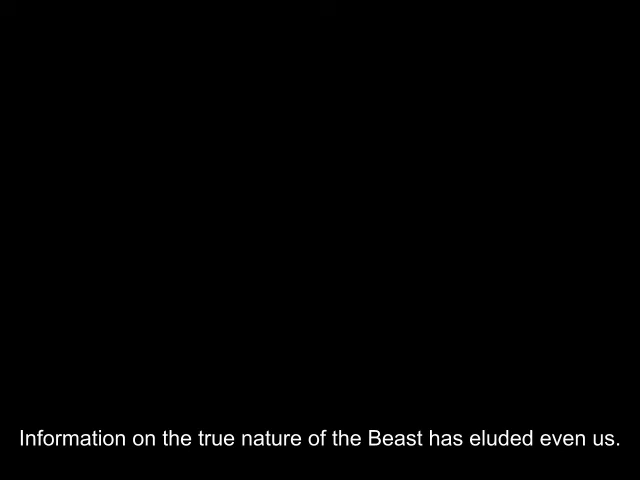 Information on the true nature of the Beast has eluded even us.